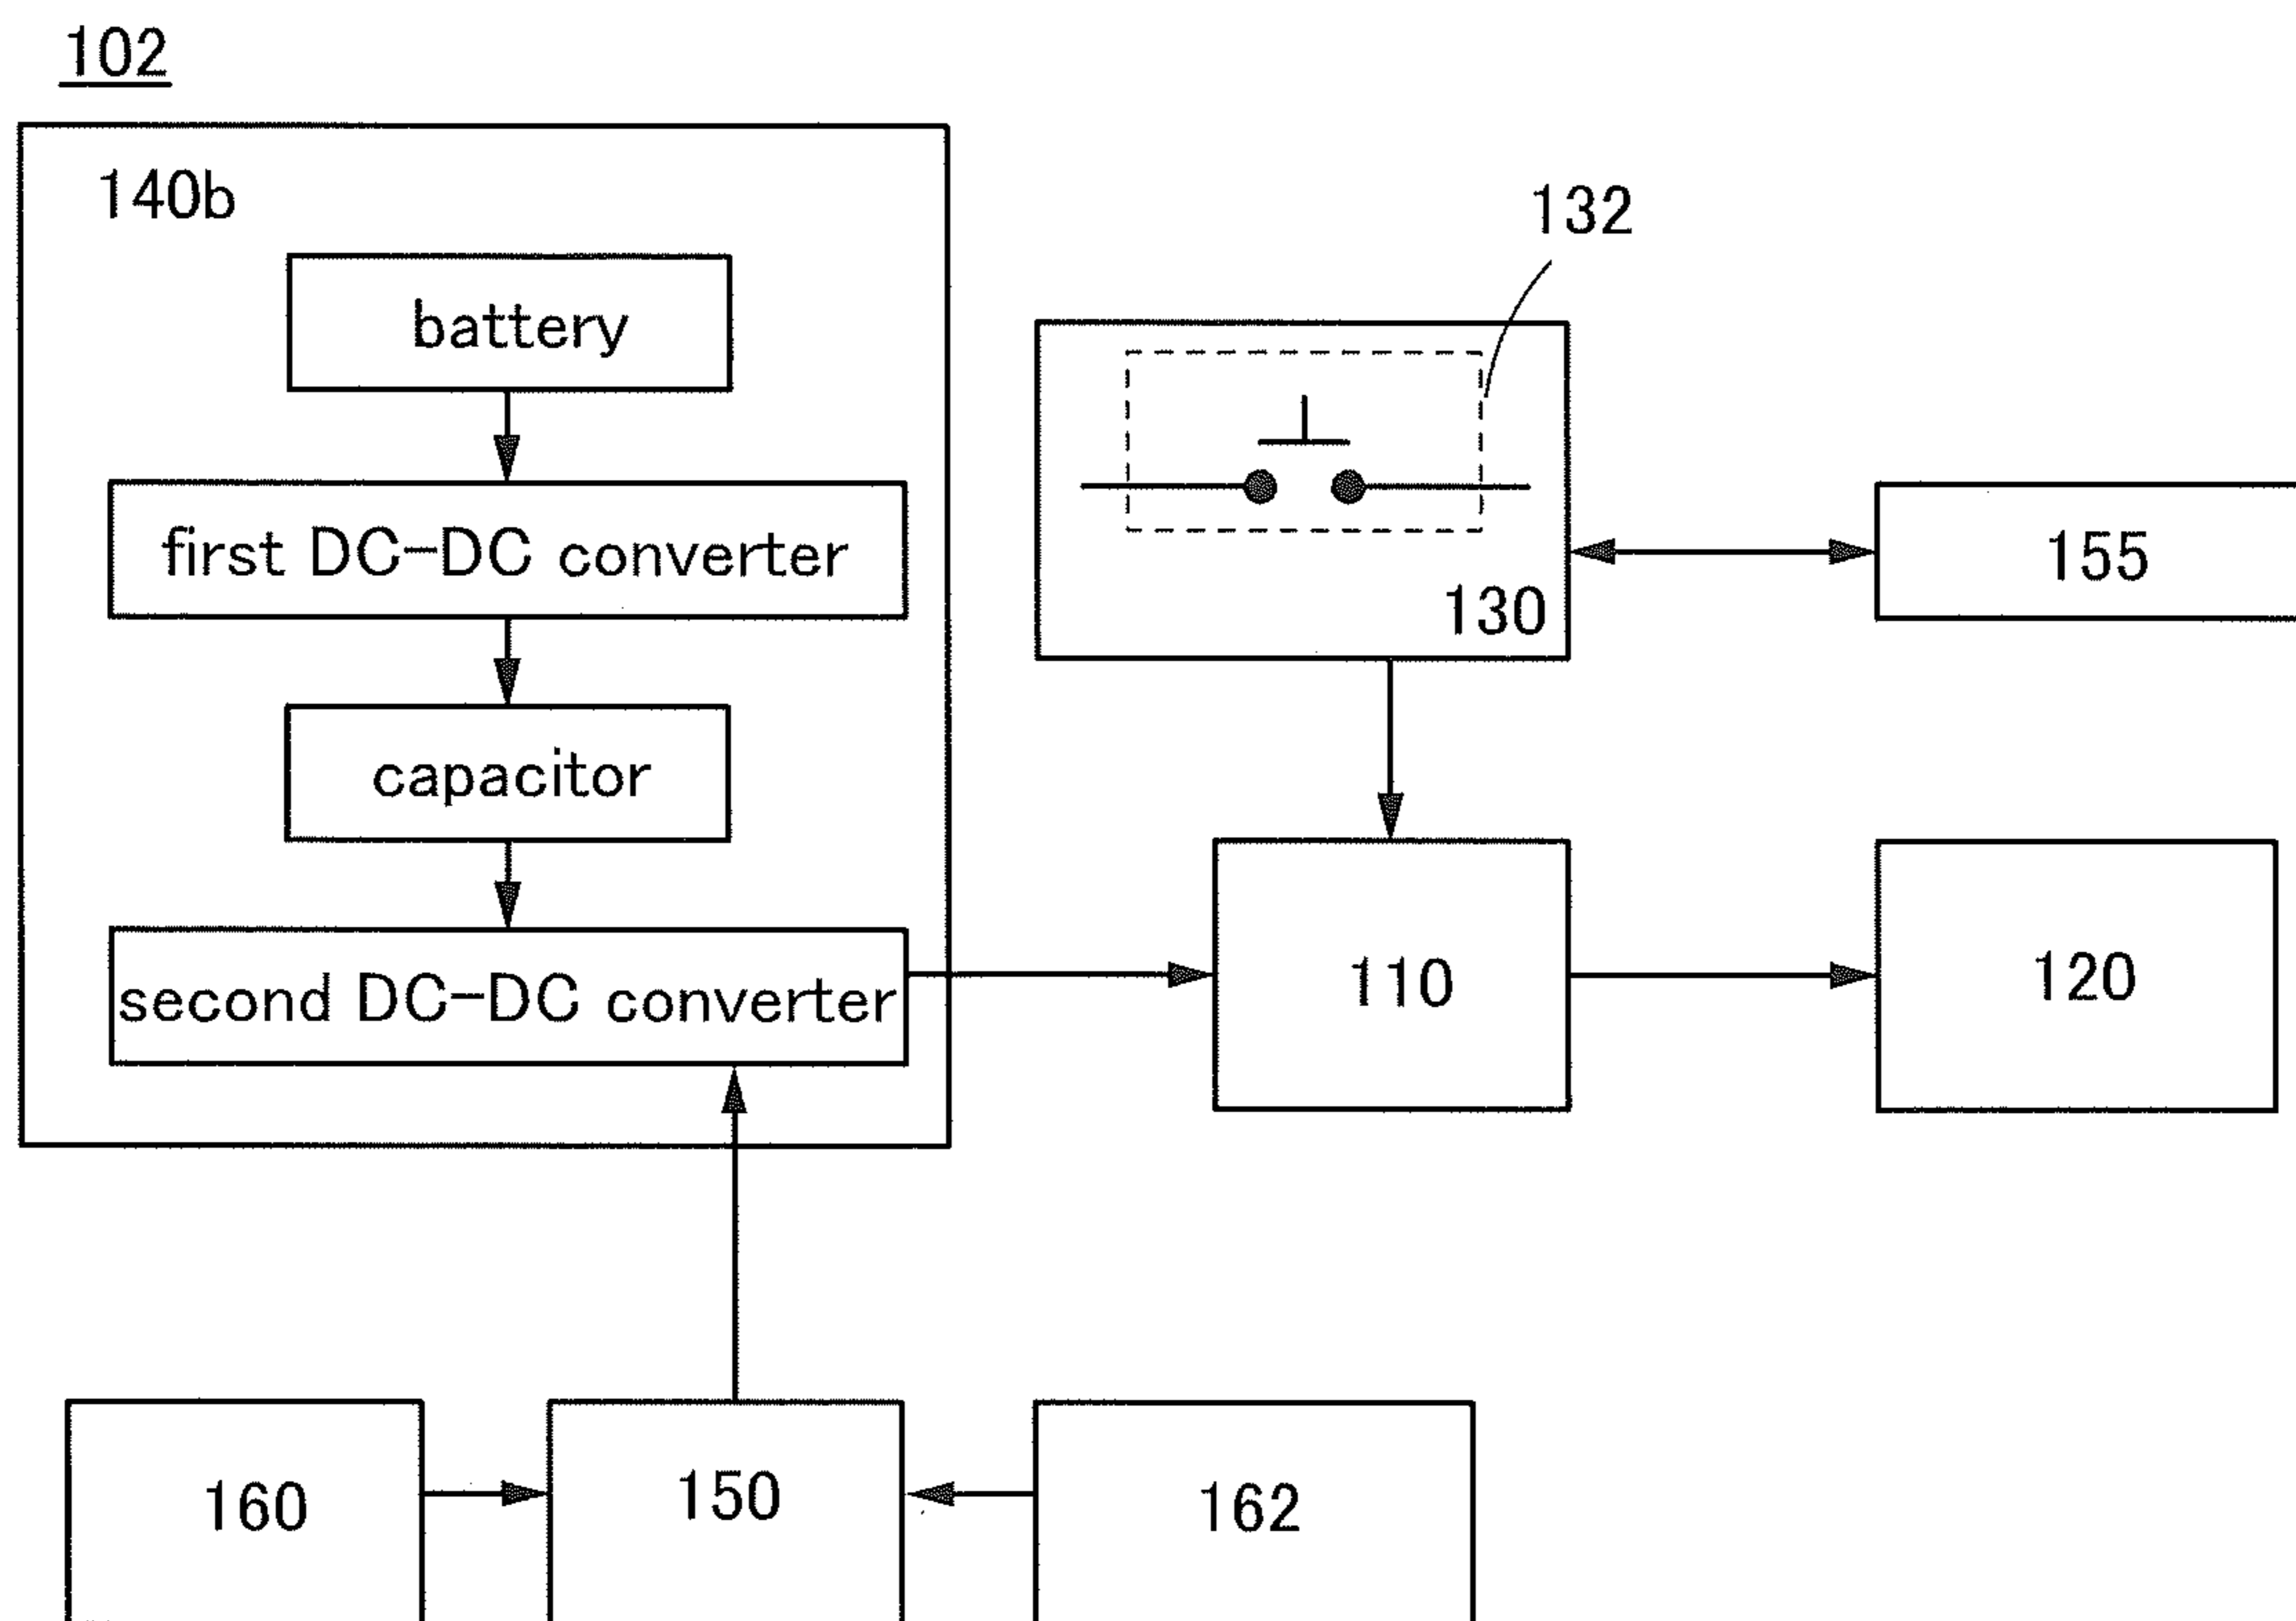 102
140b
battery
first DC-DC converter
capacitor
second DC-DC converter
132
130
155
110
120
160
150
162